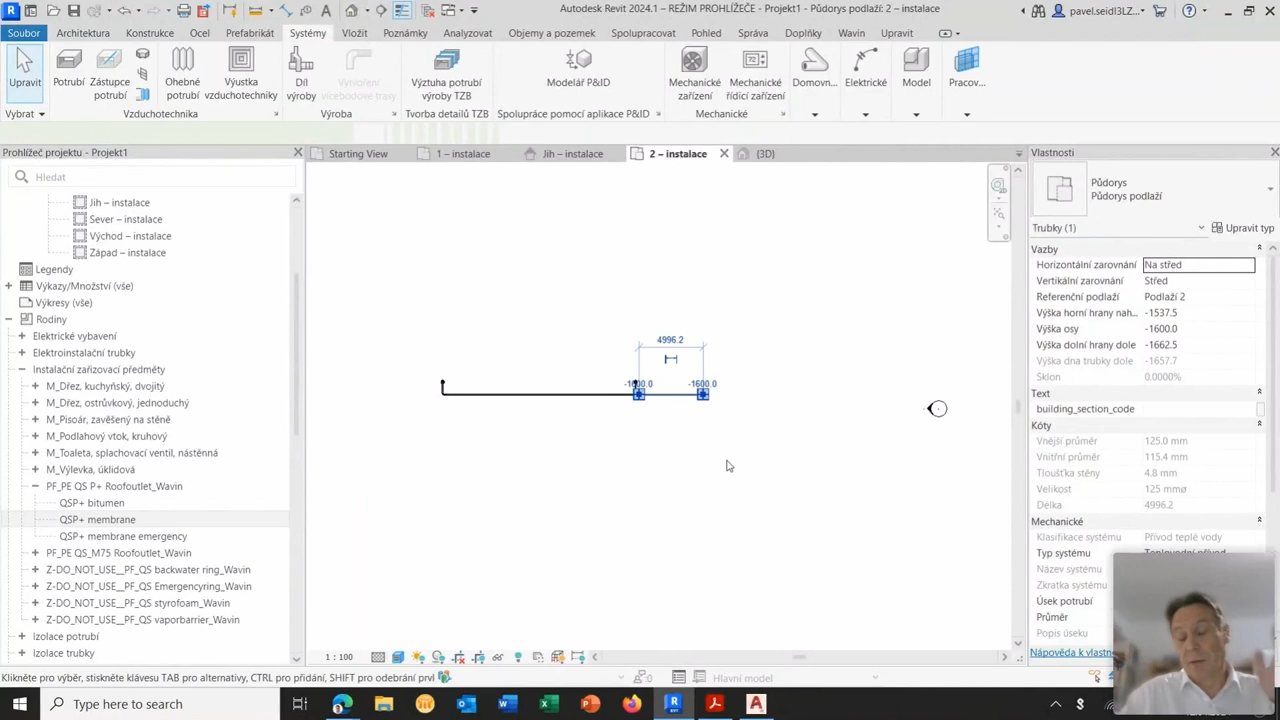 Autodesk Revit 2024.1 – REŽIM PROHLÍŽEČE - Projekt1 - Půdorys podlaží: 2 – instalace
pavel.seidl3LZ...
Soubor Architektura Konstrukce Ocel Prefabrikát Systémy Vložit Poznámky Analyzovat Objemy a pozemek Spolupracovat Pohled Správa Doplňky Wavin Upravit
Upravit
Potrubí
Zástupce potrubí
Ohebné potrubí
Výustka vzduchotechniky
Díl výroby
Vytvoření vícebodové trasy
Výztuha potrubí výroby TZB
Modelář P&ID
Mechanické zařízení
Mechanické řídicí zařízení
Domovn...
Elektrické
Model
Pracov...
Vybrat Vzduchotechnika Výroba Tvorba detailů TZB Spolupráce pomocí aplikace P&ID Mechanické
Prohlížeč projektu - Projekt1
Hledat
Starting View 1 – instalace Jih – instalace 2 – instalace {3D}
Jih – instalace
Sever – instalace
Východ – instalace
Západ – instalace
Legendy
Výkazy/Množství (vše)
Výkresy (vše)
Rodiny
Elektrické vybavení
Elektroinstalační trubky
Instalační zařizovací předměty
M_Dřez, kuchyňský, dvojitý
M_Dřez, ostrůvkový, jednoduchý
M_Pisoár, zavěšený na stěně
M_Podlahový vtok, kruhový
M_Toaleta, splachovací ventil, nástěnná
M_Výlevka, úklidová
PF_PE QS P+ Roofoutlet_Wavin
QSP+ bitumen
QSP+ membrane
QSP+ membrane emergency
PF_PE QS_M75 Roofoutlet_Wavin
Z-DO_NOT_USE__PF_QS backwater ring_Wavin
Z-DO_NOT_USE__PF_QS Emergencyring_Wavin
Z-DO_NOT_USE__PF_QS styrofoam_Wavin
Z-DO_NOT_USE__PF_QS vaporbarrier_Wavin
Izolace potrubí
Izolace trubky
4996.2
-1600.0 -1600.0
1 : 100
Vlastnosti
Půdorys
Půdorys podlaží
Trubky (1) Upravit typ
Vazby
Horizontální zarovnání Na střed
Vertikální zarovnání Střed
Referenční podlaží Podlaží 2
Výška horní hrany nah... -1537.5
Výška osy -1600.0
Výška dolní hrany dole -1662.5
Výška dna trubky dole -1657.7
Sklon 0.0000%
Text
building_section_code
Kóty
Vnější průměr 125.0 mm
Vnitřní průměr 115.4 mm
Tloušťka stěny 4.8 mm
Velikost 125 mmø
Délka 4996.2
Mechanické
Klasifikace systému Přívod teplé vody
Typ systému Teplovodní přívod
Název systému
Zkratka systému
Úsek potrubí
Průměr
Popis úseku
Nápověda k vlastn
Klikněte pro výběr, stiskněte klávesu TAB pro alternativy, CTRL pro přidání, SHIFT pro odebrání prvl
:0
Hlavní model
Type here to search